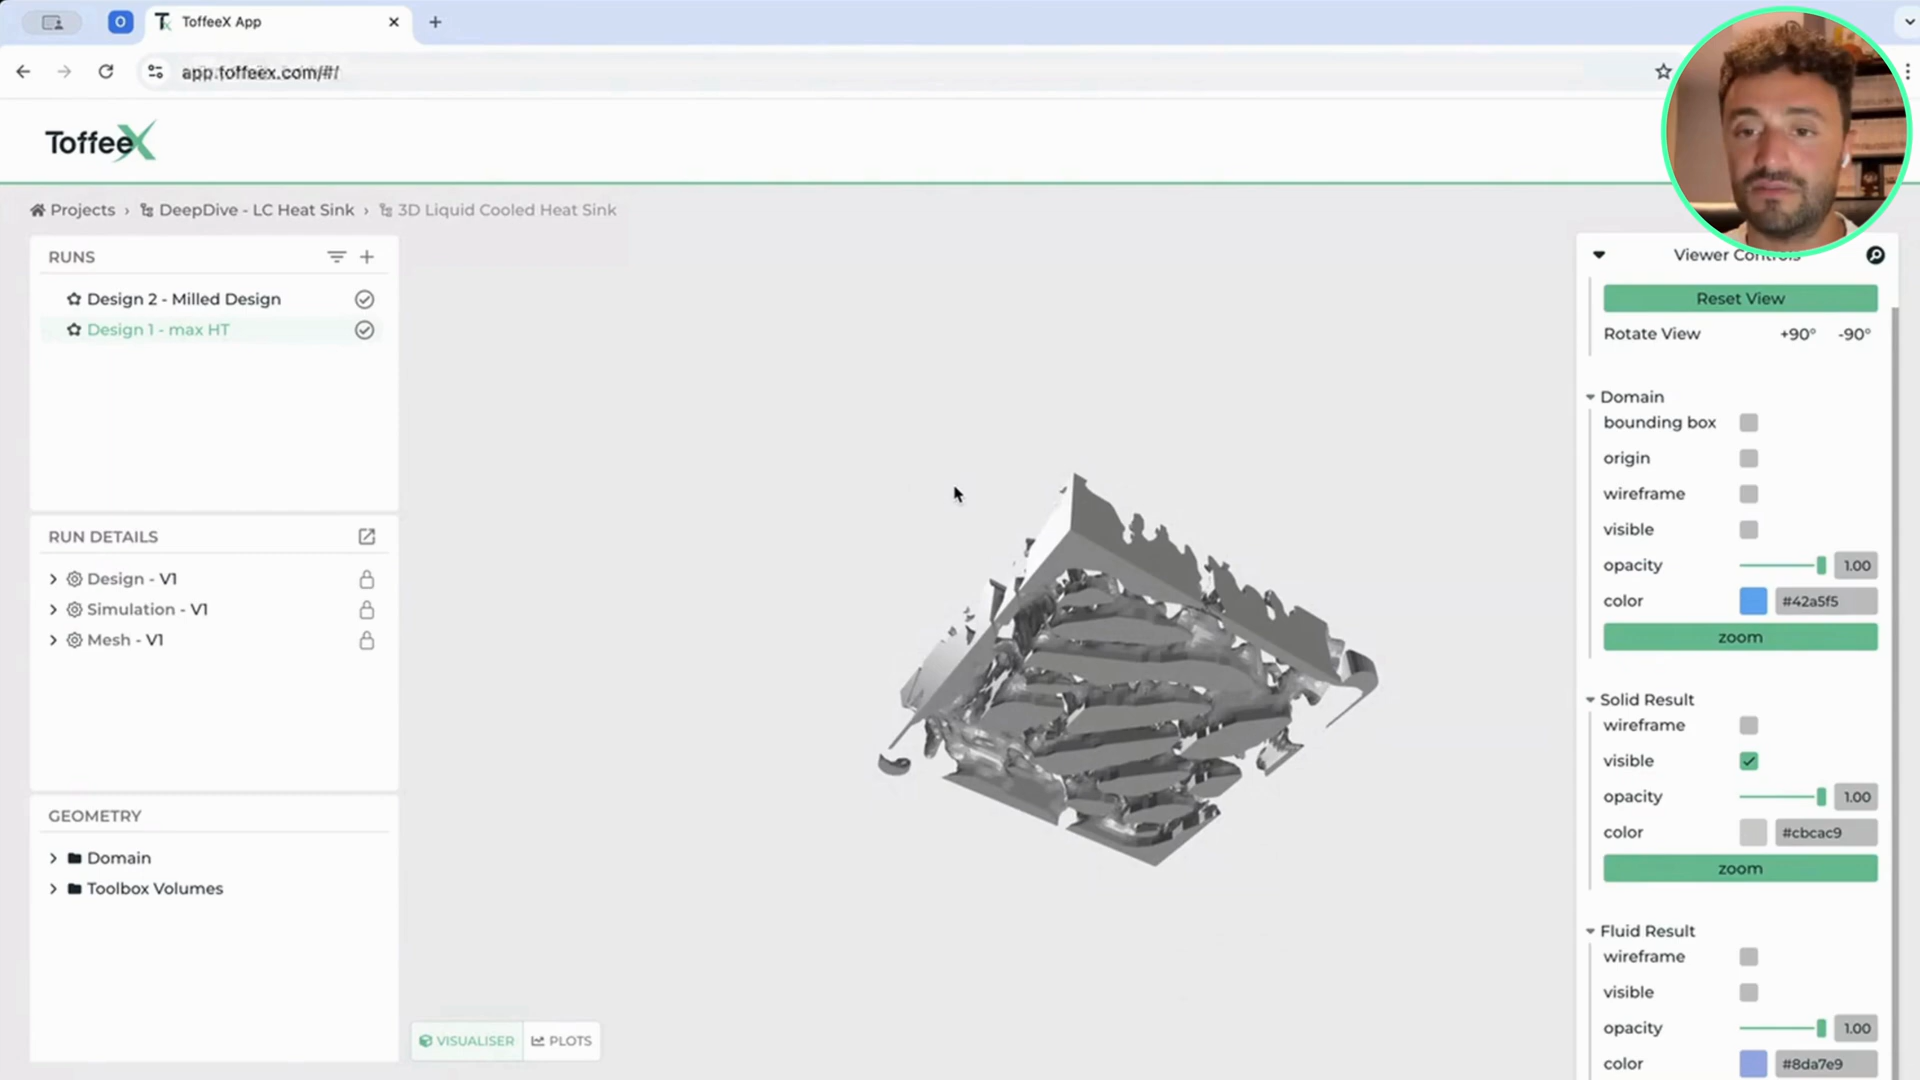 ToffeeX App
app.toffeex.com/#/
ToffeeX
Projects › DeepDive - LC Heat Sink › 3D Liquid Cooled Heat Sink
RUNS
Design 2 - Milled Design
Design 1 - max HT
RUN DETAILS
Design - V1
Simulation - V1
Mesh - V1
GEOMETRY
Domain
Toolbox Volumes
VISUALISER
PLOTS
Viewer Controls
Reset View
Rotate View +90° -90°
Domain
bounding box
origin
wireframe
visible
opacity 1.00
color #42a5f5
zoom
Solid Result
wireframe
visible
opacity 1.00
color #cbcac9
zoom
Fluid Result
wireframe
visible
opacity 1.00
color #8da7e9